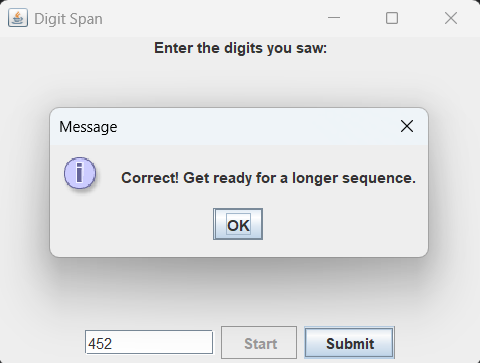 Digit Span
Enter the digits you saw:
Message
Correct! Get ready for a longer sequence.
OK
452 Start Submit